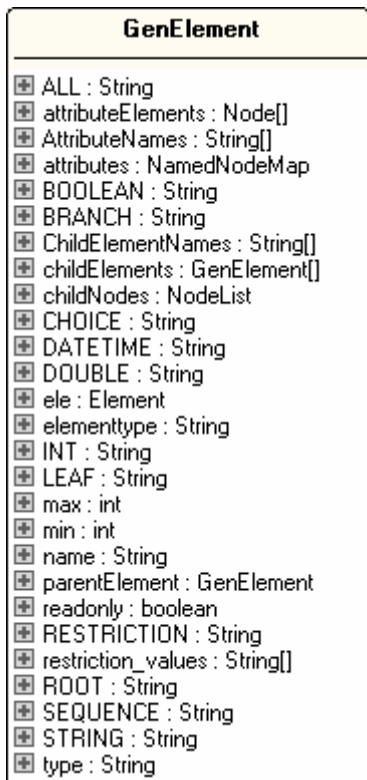 GenElement
ALL : String
attributeElements : Node[]
AttributeNames : String[]
attributes : NamedNodeMap
BOOLEAN : String
BRANCH : String
ChildElementNames : String[]
childElements : GenElement[]
childNodes : NodeList
CHOICE : String
DATETIME : String
DOUBLE : String
ele : Element
elementtype : String
INT : String
LEAF : String
max : int
min : int
name : String
parentElement : GenElement
readonly : boolean
RESTRICTION : String
restriction_values : String[]
ROOT : String
SEQUENCE : String
STRING : String
type : String